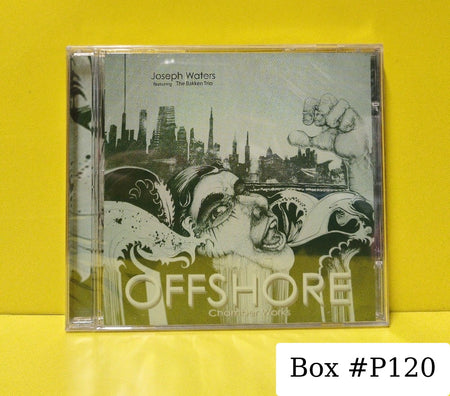 Joseph Waters
featuring The Bakken Trio
OFFSHORE
Chamber Works
Box #P120